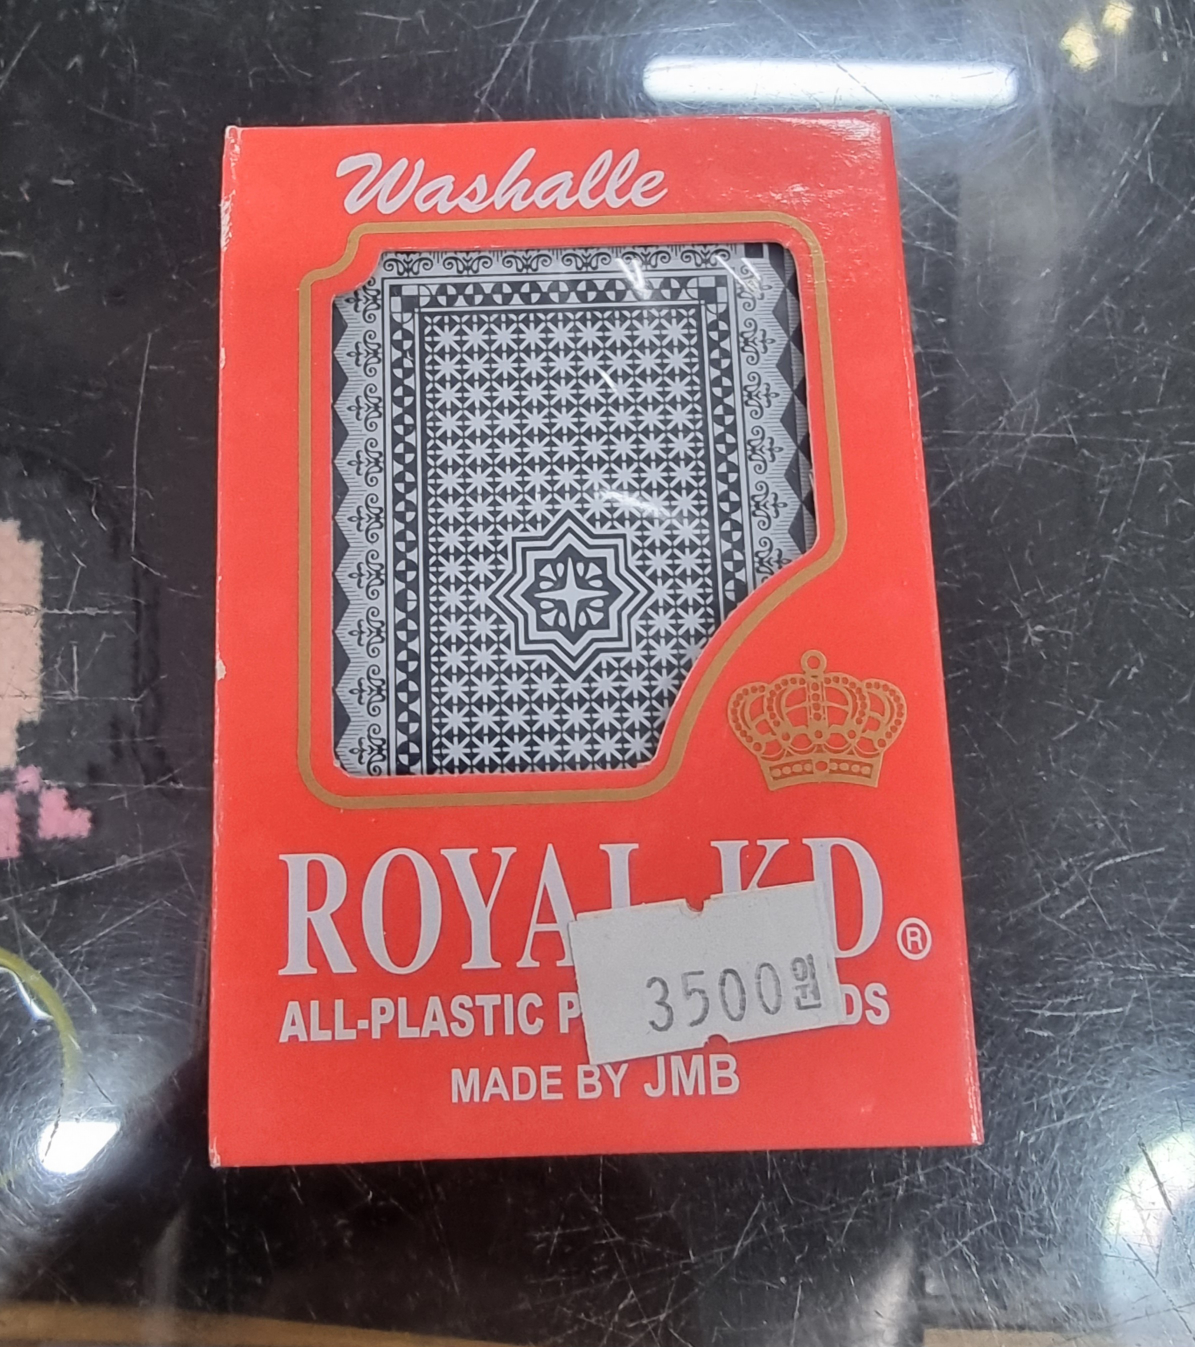 Washalle
ROYAL KD
®
3500원
ALL-PLASTIC DS
MADE BY JMB